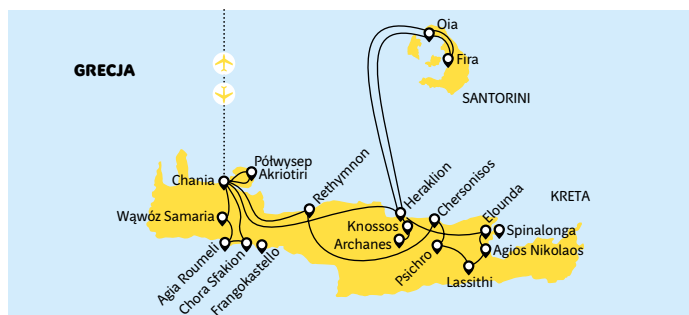 Oia
Fira
GRECJA
SANTORINI
Półwysep
Akriotiri
Chania
Rethymnon
Heraklion
Chersonisos
KRETA
Elounda
Wąwóz Samaria
Knossos
Spinalonga
Archanes
Agios Nikolaos
Agia Roumeli
Chora Sfakion
Frangokastello
Psichro
Lassithi